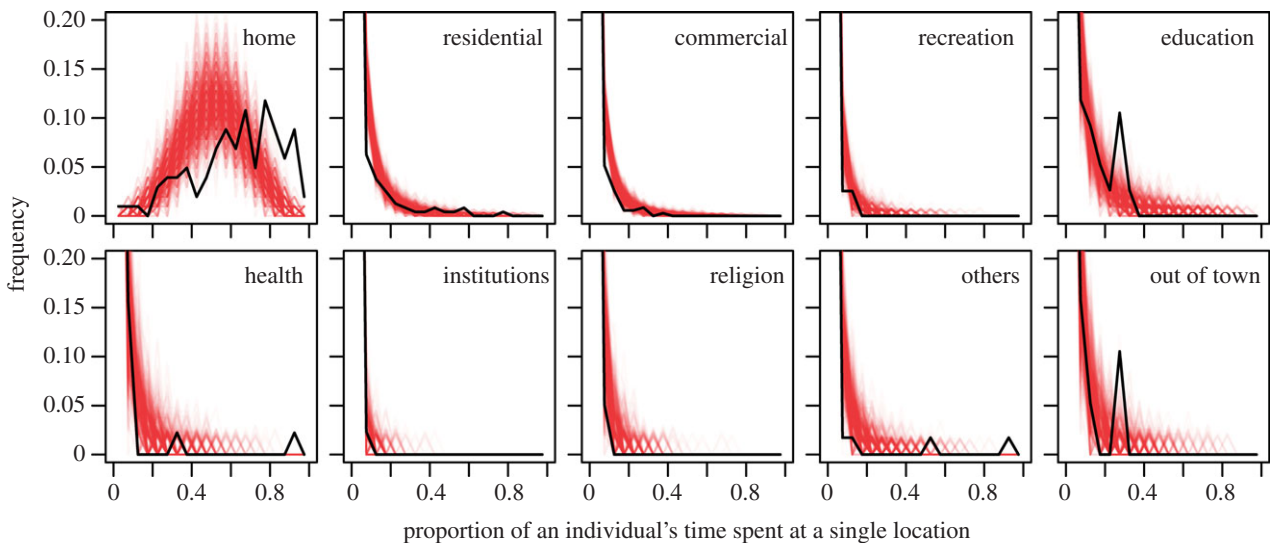 0.20 home residential commercial recreation education
0.15
0.10
0.05
0
frequency
0.20 health institutions religion others out of town
0.15
0.10
0.05
0
0 0.4 0.8 0 0.4 0.8 0 0.4 0.8 0 0.4 0.8 0 0.4 0.8
proportion of an individual's time spent at a single location